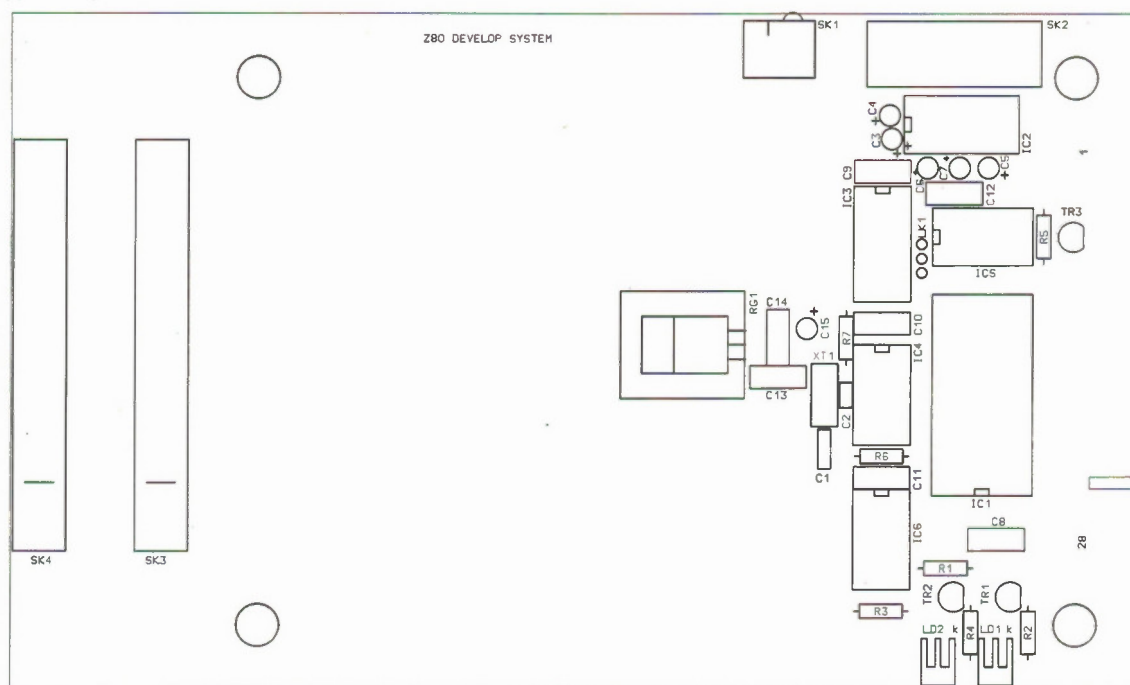 Z80 DEVELOP SYSTEM
SK1
SK2
C4
C3
IC2
1
C9
C6
C7
C5
C12
IC3
LK1
R5
TR3
IC5
RG1
C14
C15
C10
R7
IC4
XT1
C13
C2
C1
R6
C11
IC1
IC6
C8
28
SK4
SK3
R1
TR2
TR1
R3
R4
R2
LD2 k
LD1 k